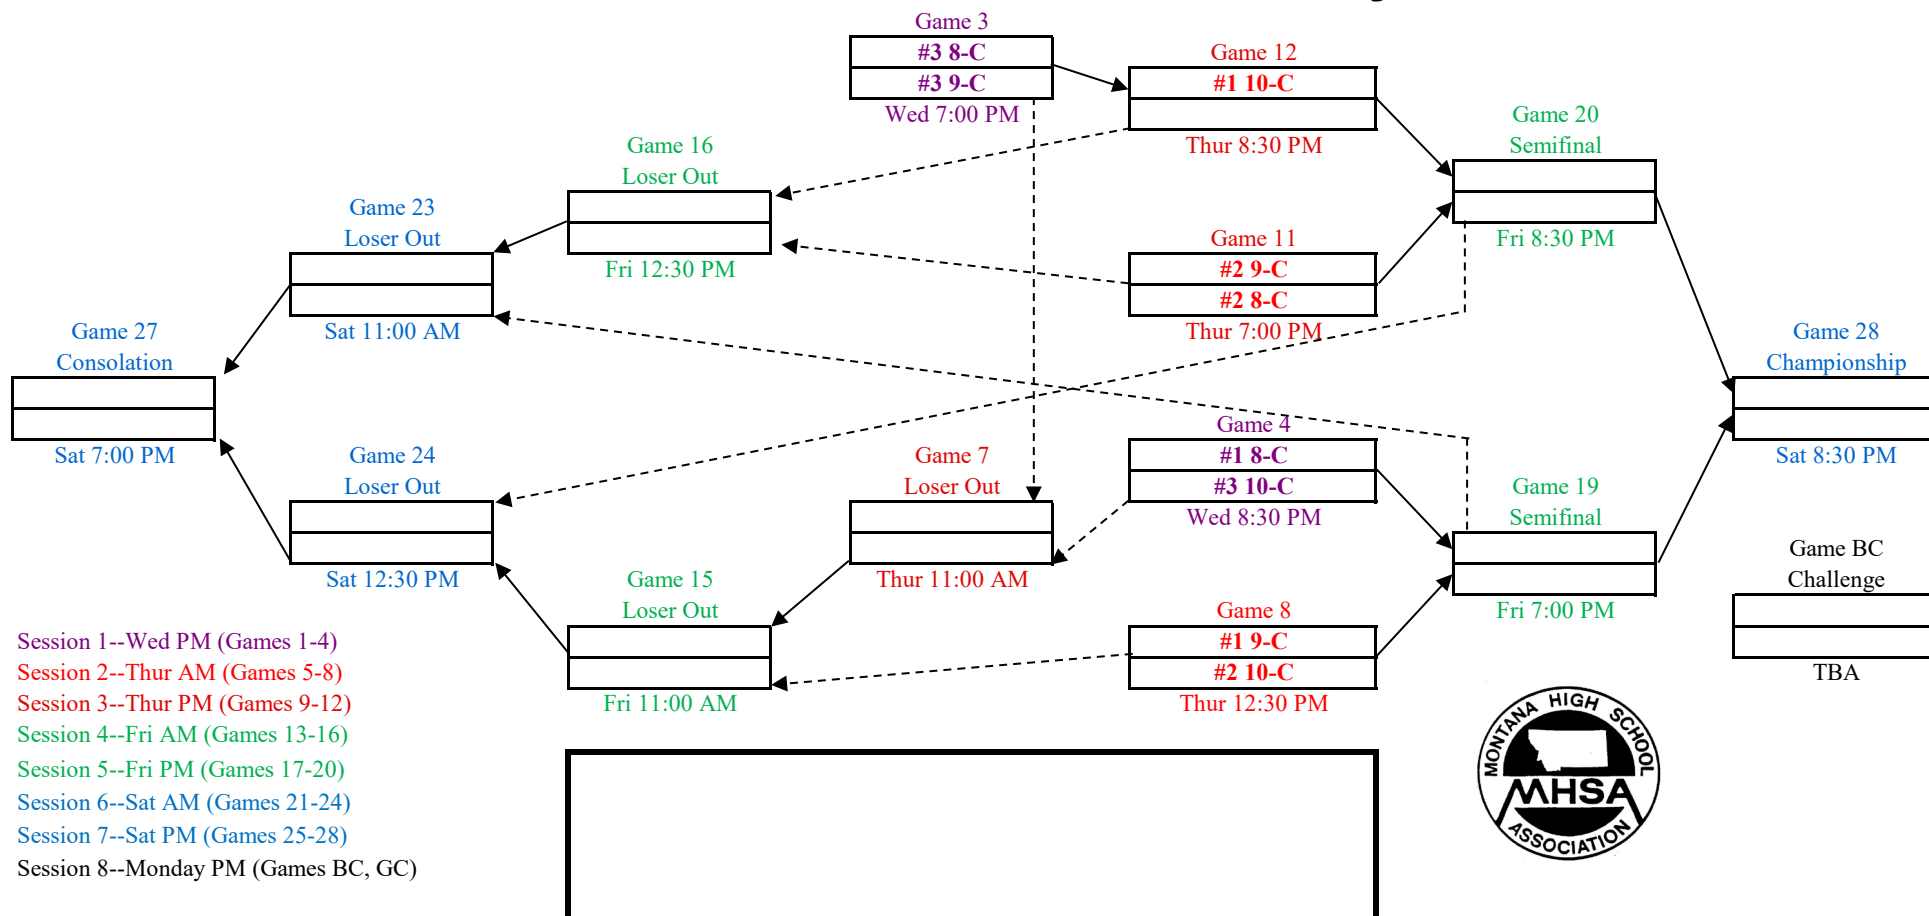 Game 3
#3 8-C
#3 9-C
Wed 7:00 PM
Game 12
#1 10-C
Thur 8:30 PM
Game 20
Semifinal
Fri 8:30 PM
Game 16
Loser Out
Fri 12:30 PM
Game 23
Loser Out
Sat 11:00 AM
Game 11
#2 9-C
#2 8-C
Thur 7:00 PM
Game 27
Consolation
Sat 7:00 PM
Game 28
Championship
Sat 8:30 PM
Game 4
#1 8-C
#3 10-C
Wed 8:30 PM
Game 24
Loser Out
Sat 12:30 PM
Game 7
Loser Out
Thur 11:00 AM
Game 19
Semifinal
Fri 7:00 PM
Game BC
Challenge
TBA
Game 15
Loser Out
Fri 11:00 AM
Game 8
#1 9-C
#2 10-C
Thur 12:30 PM
Session 1--Wed PM (Games 1-4)
Session 2--Thur AM (Games 5-8)
Session 3--Thur PM (Games 9-12)
Session 4--Fri AM (Games 13-16)
Session 5--Fri PM (Games 17-20)
Session 6--Sat AM (Games 21-24)
Session 7--Sat PM (Games 25-28)
Session 8--Monday PM (Games BC, GC)
MONTANA HIGH SCHOOL
MHSA
ASSOCIATION